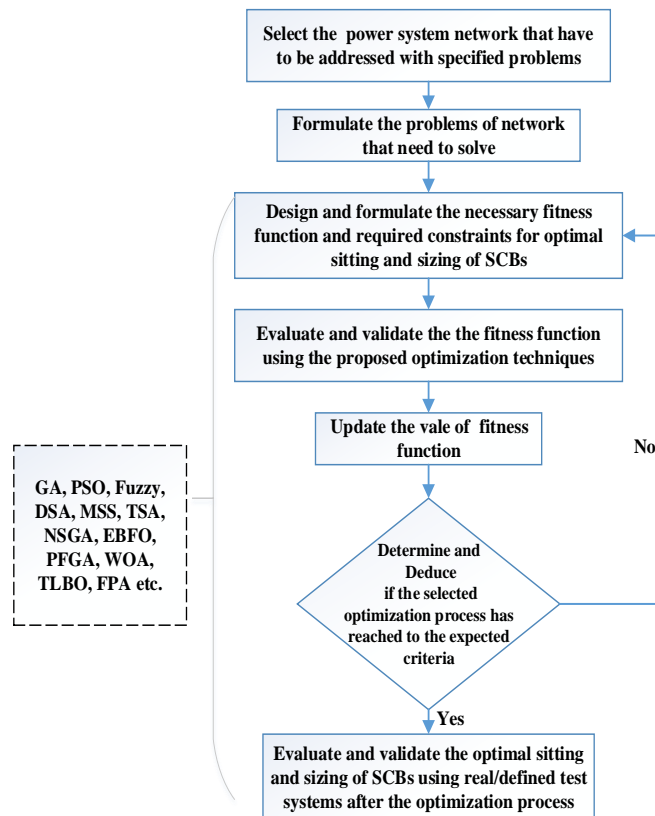 Select the power system network that have
to be addressed with specified problems
Formulate the problems of network
that need to solve
Design and formulate the necessary fitness
function and required constraints for optimal
sitting and sizing of SCBs
Evaluate and validate the the fitness function
using the proposed optimization techniques
Update the vale of fitness
function
No
GA, PSO, Fuzzy,
DSA, MSS, TSA,
NSGA, EBFO,
PFGA, WOA,
TLBO, FPA etc.
Determine and
Deduce
if the selected
optimization process has
reached to the expected
criteria
Yes
Evaluate and validate the optimal sitting
and sizing of SCBs using real/defined test
systems after the optimization process